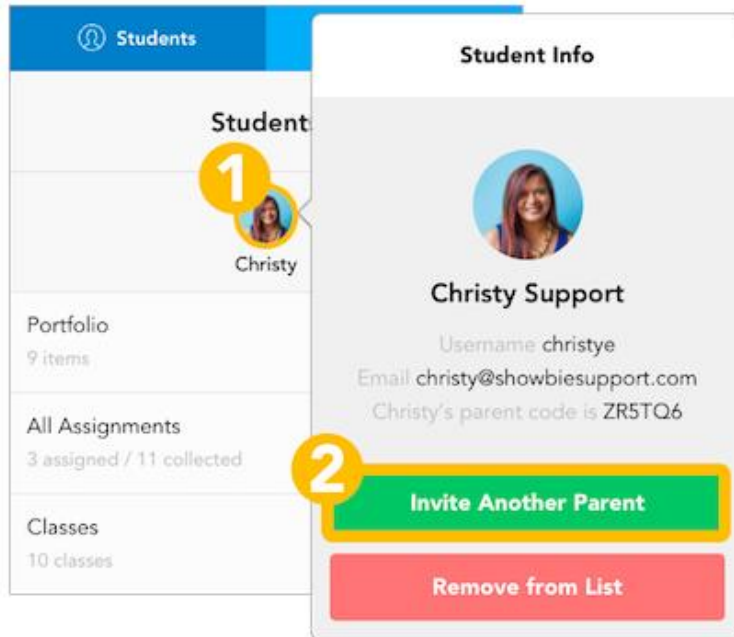 Students
Student
1
Christy
Portfolio
9 items
All Assignments
3 assigned / 11 collected
Classes
10 classes
Student Info
Christy Support
Username christye
Email christy@showbiesupport.com
Christy's parent code is ZR5TQ6
2
Invite Another Parent
Remove from List